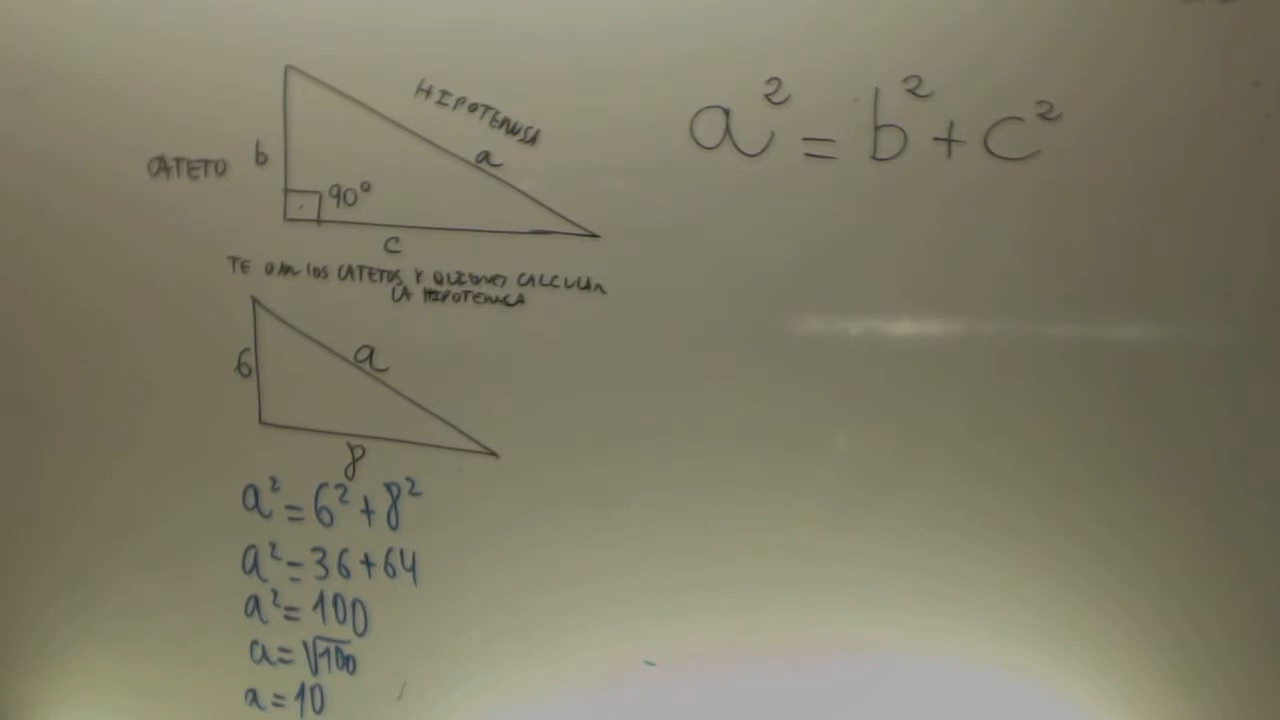 HIPOTENUSA
a
CATETO b
90°
c
a² = b² + c²
TE DAN LOS CATETOS Y QUIERES CALCULAR
LA HIPOTENUSA
6
a
8
a² = 6² + 8²
a² = 36 + 64
a² = 100
a = √100
a = 10